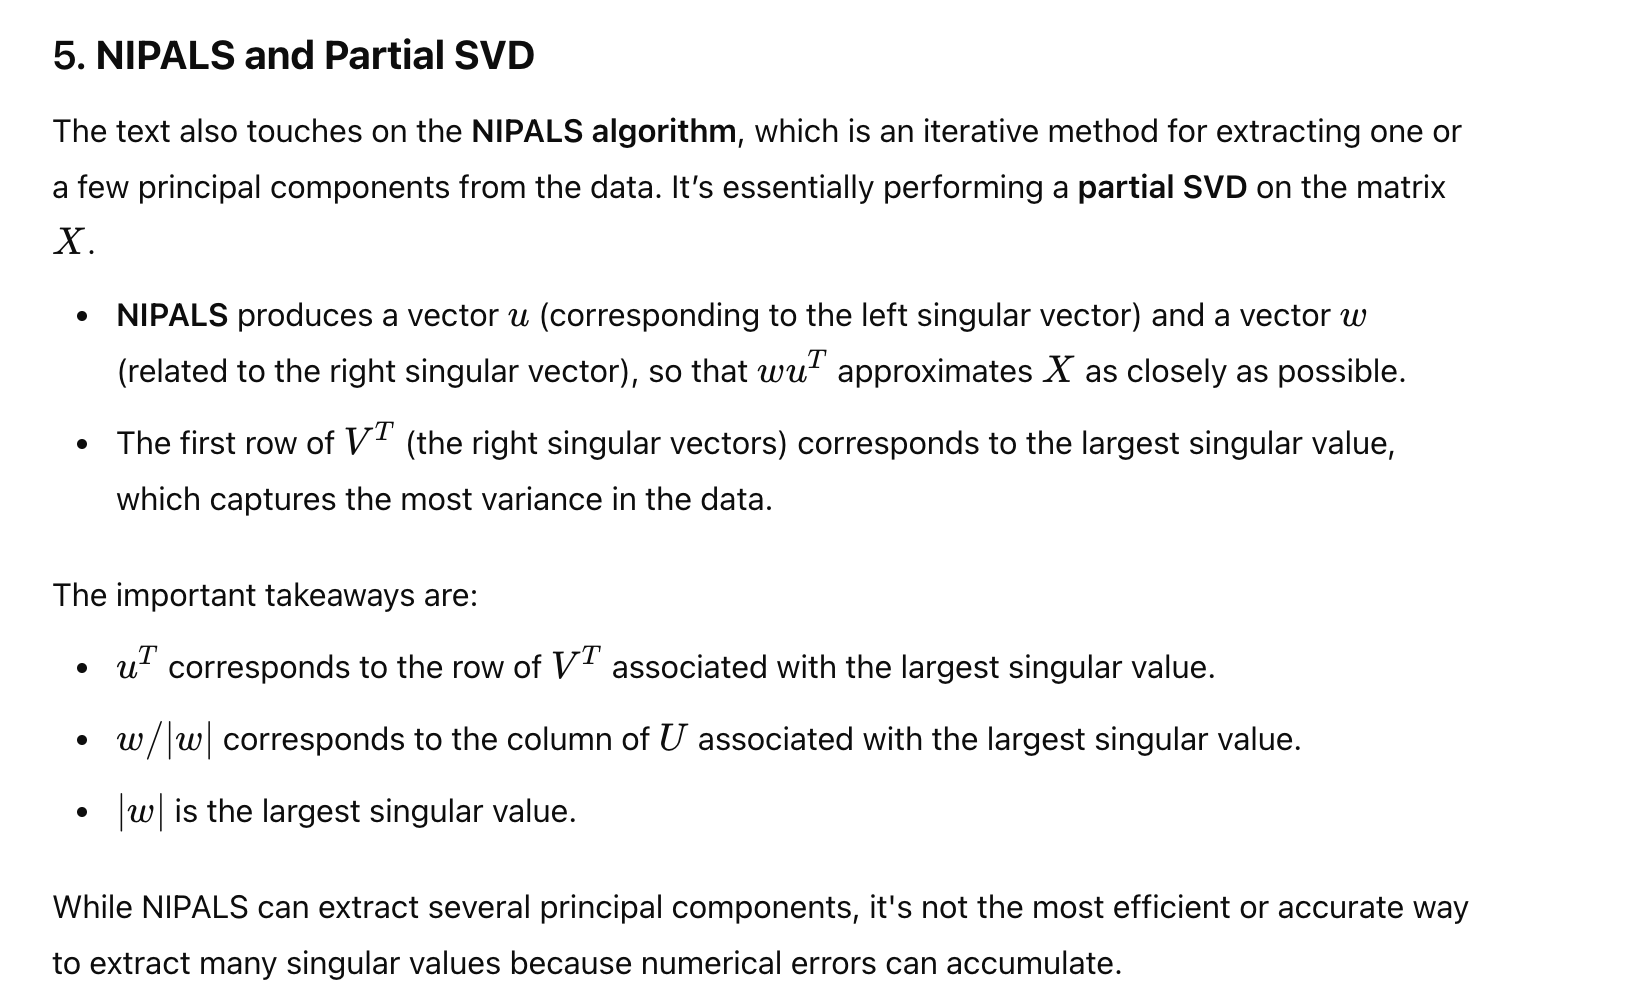 5. NIPALS and Partial SVD
The text also touches on the NIPALS algorithm, which is an iterative method for extracting one or
a few principal components from the data. It’s essentially performing a partial SVD on the matrix
X.
• NIPALS produces a vector u (corresponding to the left singular vector) and a vector w
(related to the right singular vector), so that wu^T approximates X as closely as possible.
• The first row of V^T (the right singular vectors) corresponds to the largest singular value,
which captures the most variance in the data.
The important takeaways are:
• u^T corresponds to the row of V^T associated with the largest singular value.
• w/|w| corresponds to the column of U associated with the largest singular value.
• |w| is the largest singular value.
While NIPALS can extract several principal components, it's not the most efficient or accurate way
to extract many singular values because numerical errors can accumulate.